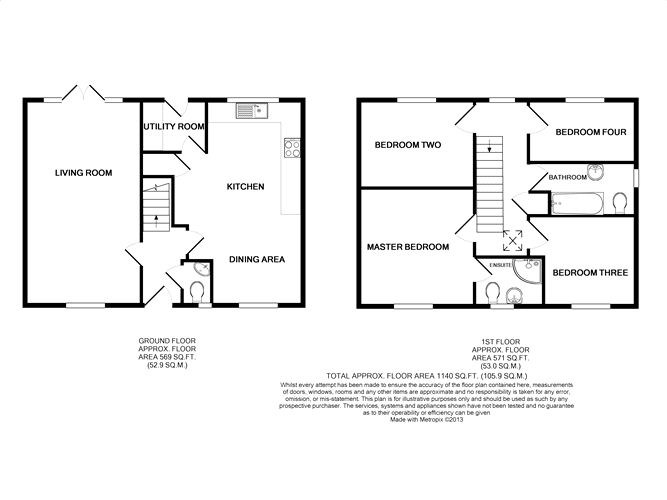 UTILITY ROOM
LIVING ROOM
KITCHEN
DINING AREA
BEDROOM TWO
BEDROOM FOUR
BATHROOM
MASTER BEDROOM
ENSUITE
BEDROOM THREE
GROUND FLOOR
APPROX. FLOOR
AREA 569 SQ.FT.
(52.9 SQ.M.)
1ST FLOOR
APPROX. FLOOR
AREA 571 SQ.FT.
(53.0 SQ.M.)
TOTAL APPROX. FLOOR AREA 1140 SQ.FT. (105.9 SQ.M.)
Whilst every attempt has been made to ensure the accuracy of the floor plan contained here, measurements
of doors, windows, rooms and any other items are approximate and no responsibility is taken for any error,
omission, or mis-statement. This plan is for illustrative purposes only and should be used as such by any
prospective purchaser. The services, systems and appliances shown have not been tested and no guarantee
as to their operability or efficiency can be given
Made with Metropix ©2013